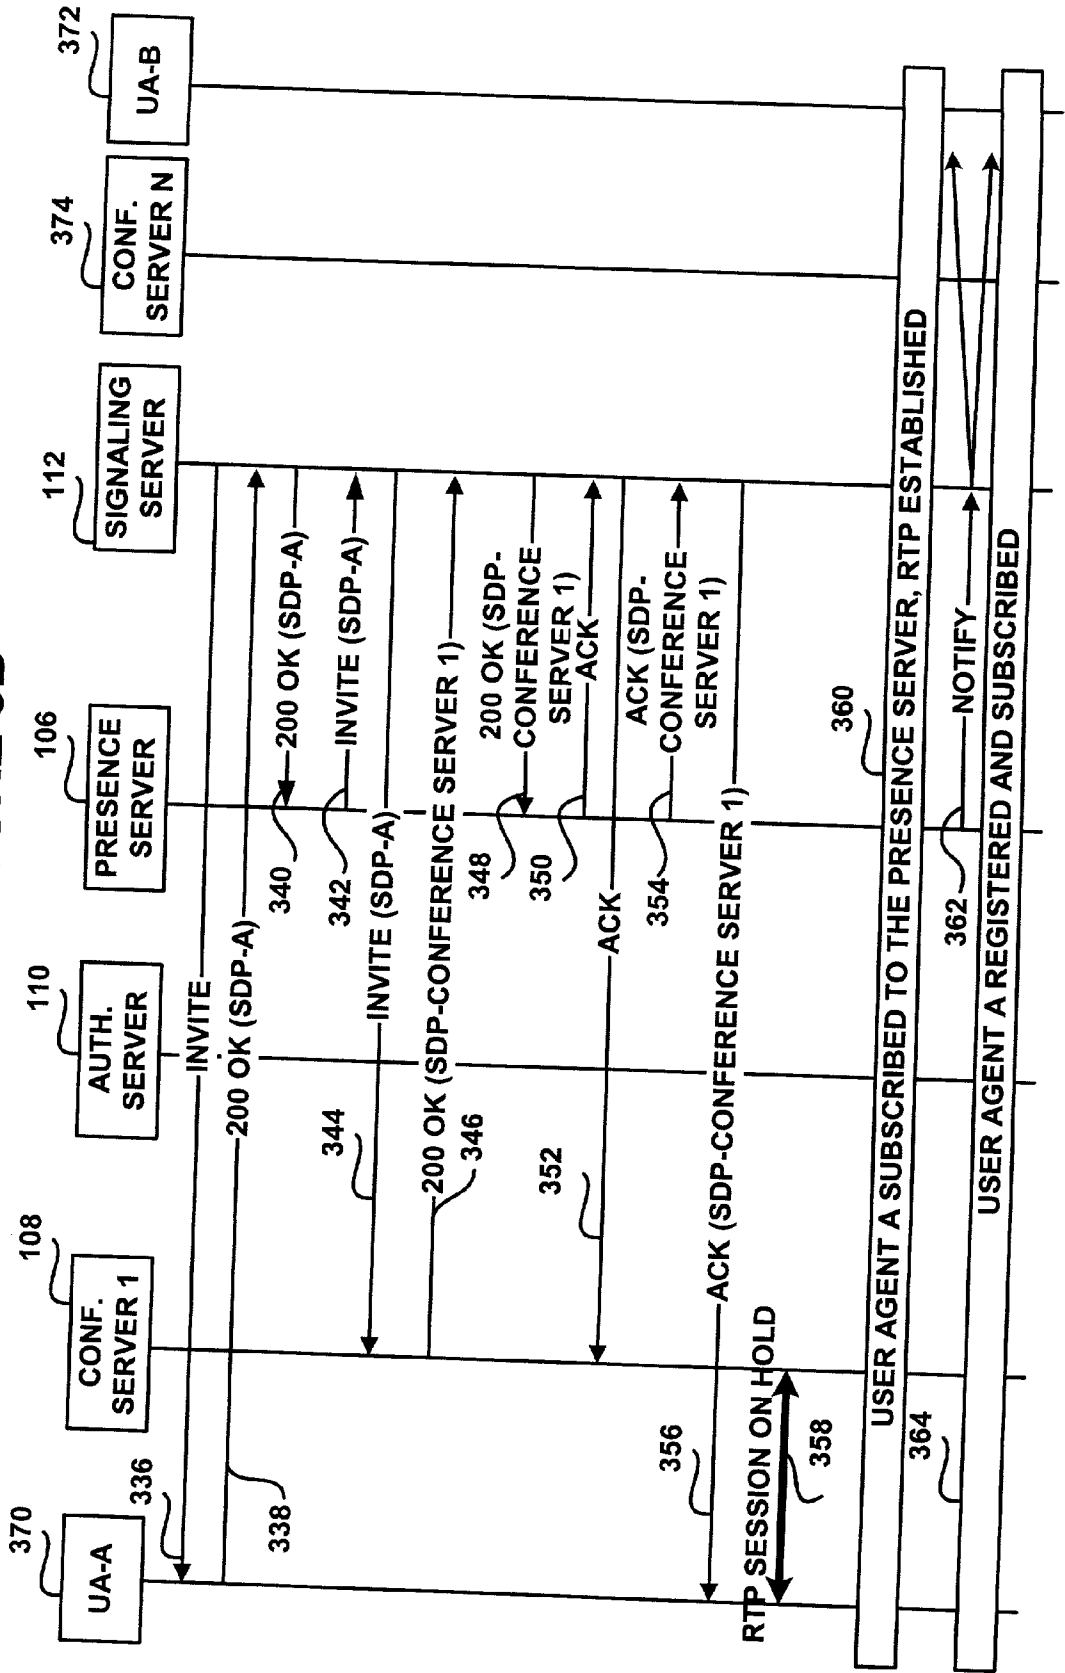 370
UA-A
108
CONF.
SERVER 1
110
AUTH.
SERVER
106
PRESENCE
SERVER
112
SIGNALING
SERVER
374
CONF.
SERVER N
372
UA-B
336
INVITE
338
200 OK (SDP-A)
340
200 OK (SDP-A)
342
INVITE (SDP-A)
344
INVITE (SDP-A)
346
200 OK (SDP-CONFERENCE SERVER 1)
348
200 OK (SDP-
CONFERENCE
SERVER 1)
350
ACK
352
ACK
354
ACK (SDP-
CONFERENCE
SERVER 1)
356
ACK (SDP-CONFERENCE SERVER 1)
RTP SESSION ON HOLD
358
360
USER AGENT A SUBSCRIBED TO THE PRESENCE SERVER, RTP ESTABLISHED
362
NOTIFY
364
USER AGENT A REGISTERED AND SUBSCRIBED